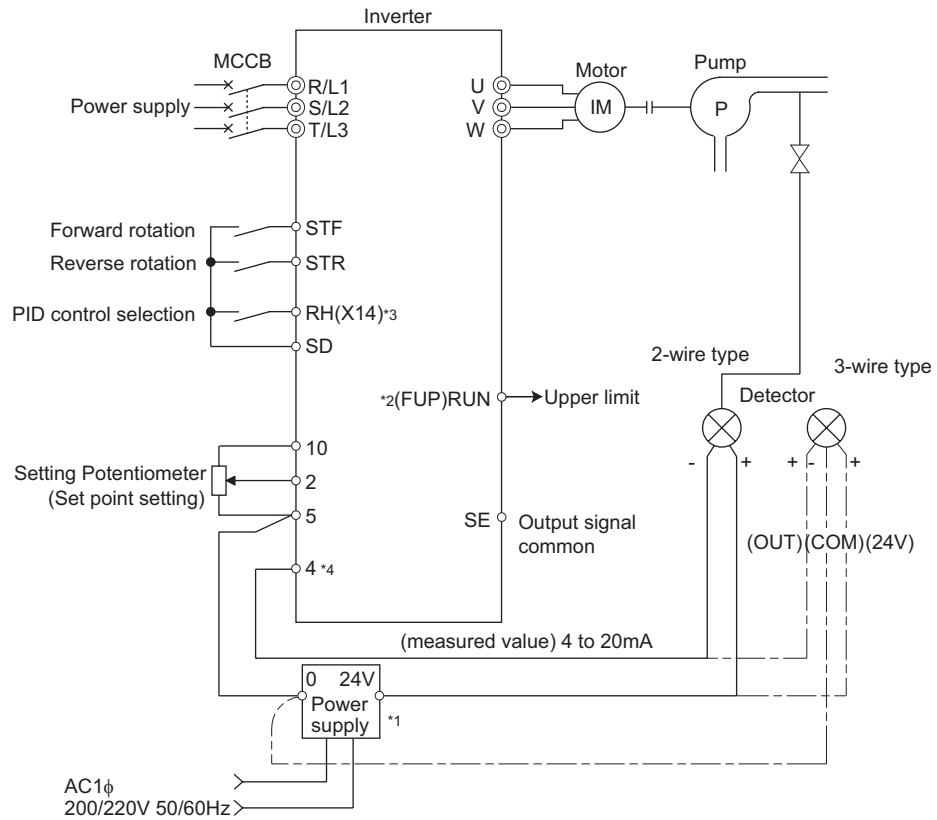 Inverter
MCCB
Power supply
R/L1
S/L2
T/L3
U
V
W
Motor
IM
Pump
P
Forward rotation
STF
Reverse rotation
STR
PID control selection
RH(X14)*3
SD
*2(FUP)RUN
Upper limit
2-wire type
3-wire type
Detector
- +
+ - +
(OUT)(COM)(24V)
10
Setting Potentiometer
(Set point setting)
2
5
SE
Output signal
common
4 *4
(measured value) 4 to 20mA
0 24V
Power
supply
*1
AC1ϕ
200/220V 50/60Hz